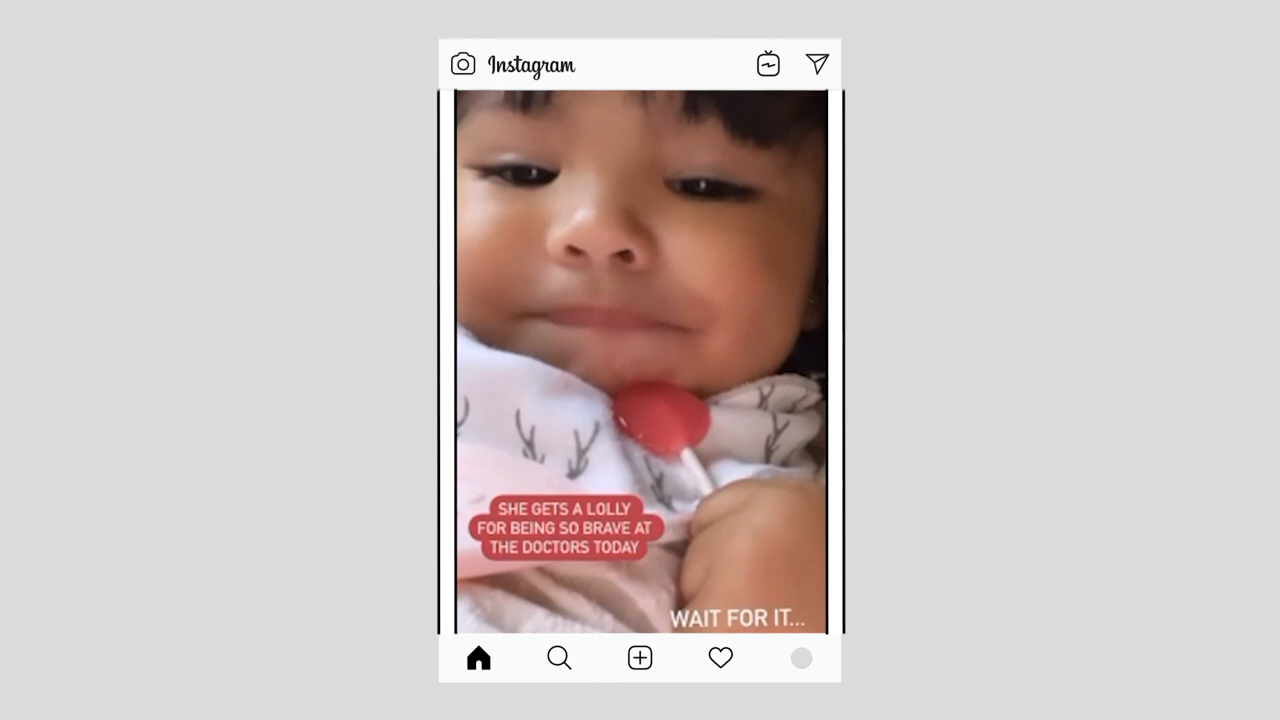 Instagram
SHE GETS A LOLLY
FOR BEING SO BRAVE AT
THE DOCTORS TODAY
WAIT FOR IT...